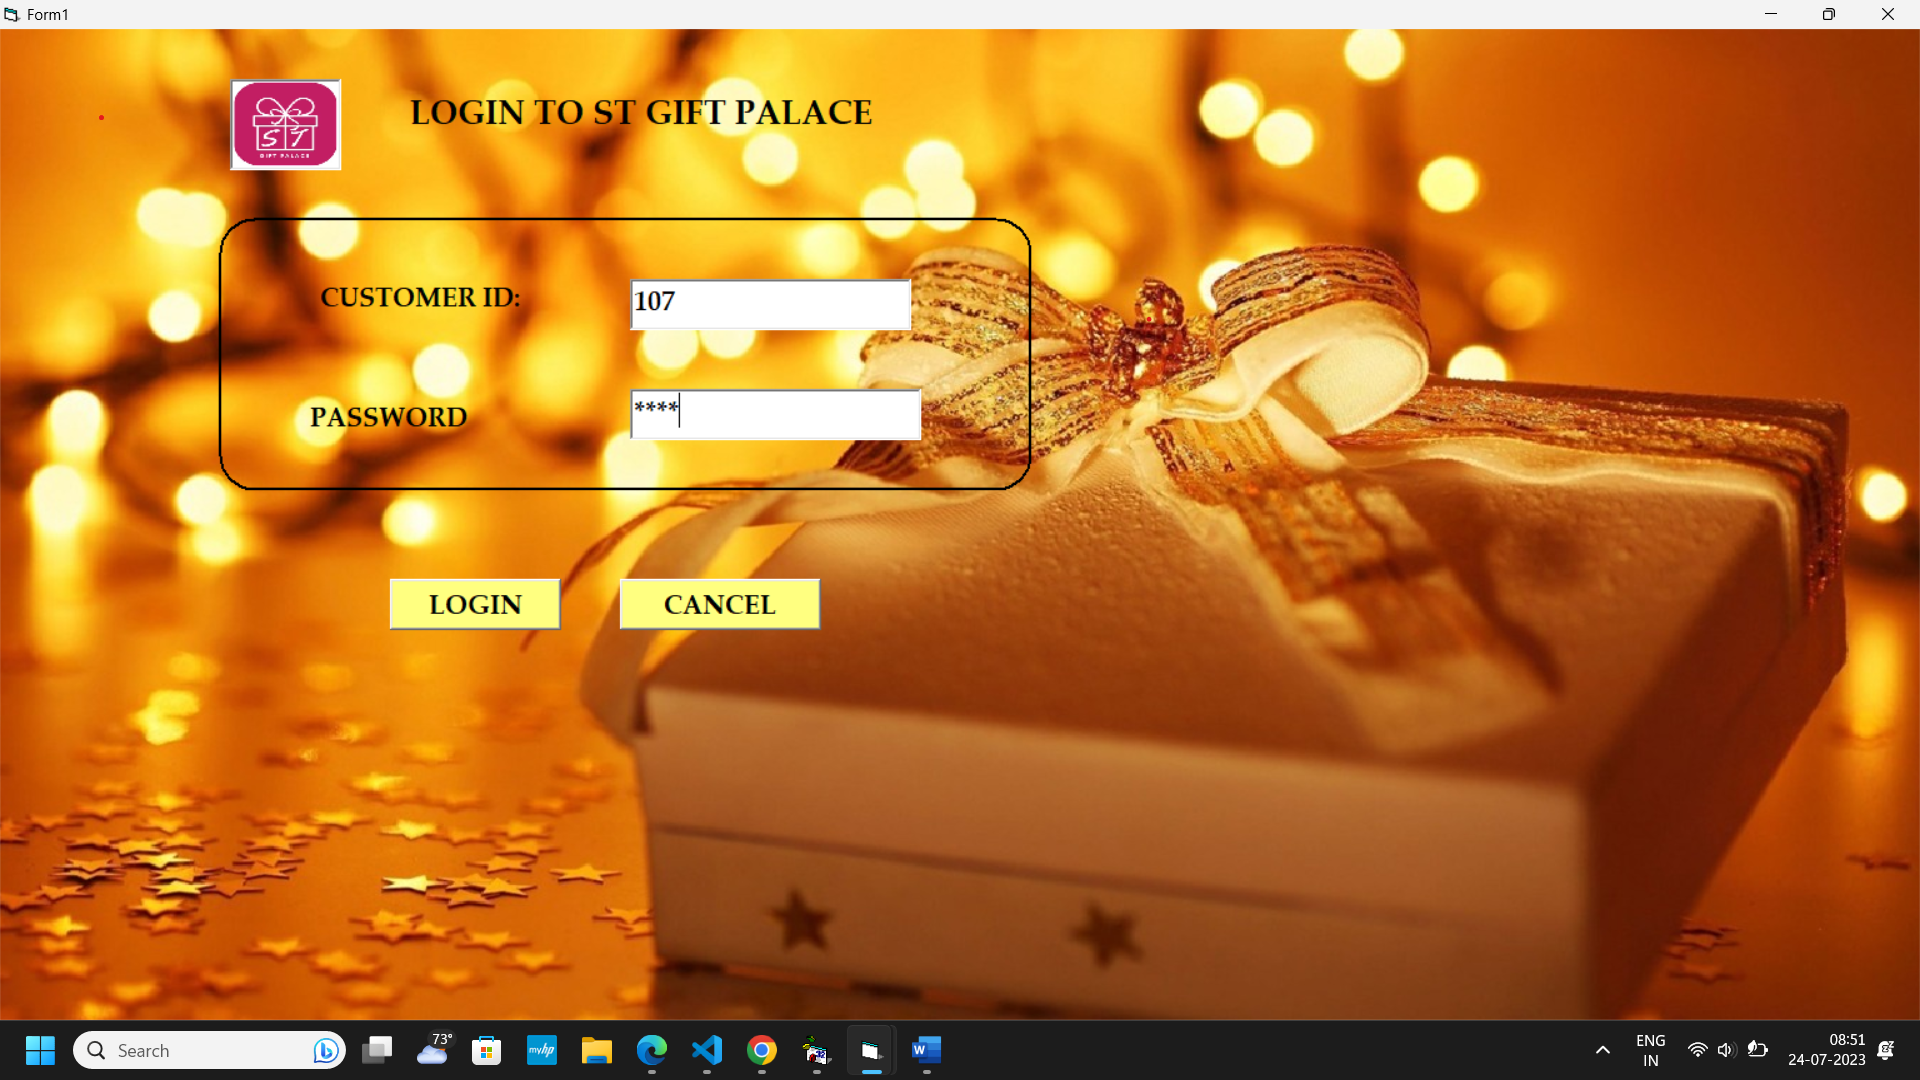 Form1
ST
GIFT PALACE
LOGIN TO ST GIFT PALACE
CUSTOMER ID:
107
PASSWORD
****
LOGIN
CANCEL
Search
73°
myhp
W
ENG
IN
08:51
24-07-2023